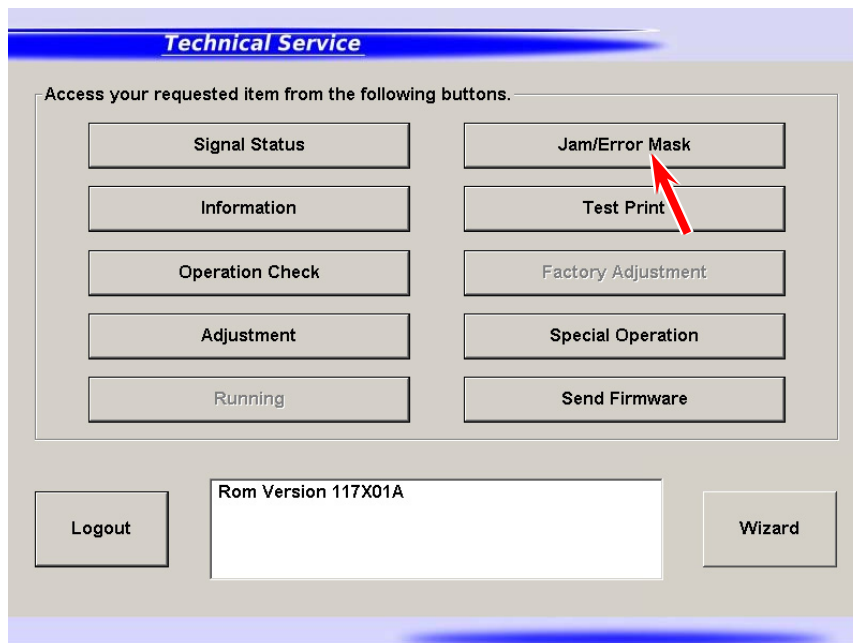 Technical Service
Access your requested item from the following buttons.
Signal Status
Jam/Error Mask
Information
Test Print
Operation Check
Factory Adjustment
Adjustment
Special Operation
Running
Send Firmware
Logout
Rom Version 117X01A
Wizard